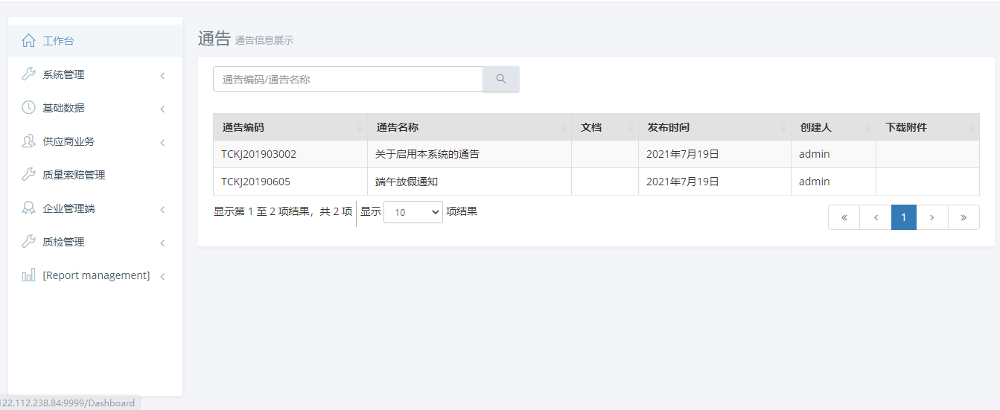 工作台
系统管理
基础数据
供应商业务
质量索赔管理
企业管理端
质检管理
[Report management]
通告 通告信息展示
通告编码/通告名称
通告编码 通告名称 文档 发布时间 创建人 下载附件
TCKJ201903002 关于启用本系统的通告 2021年7月19日 admin
TCKJ20190605 端午放假通知 2021年7月19日 admin
显示第 1 至 2 项结果，共 2 项 显示 10 项结果
« ‹ 1 › »
122.112.238.84:9999/Dashboard